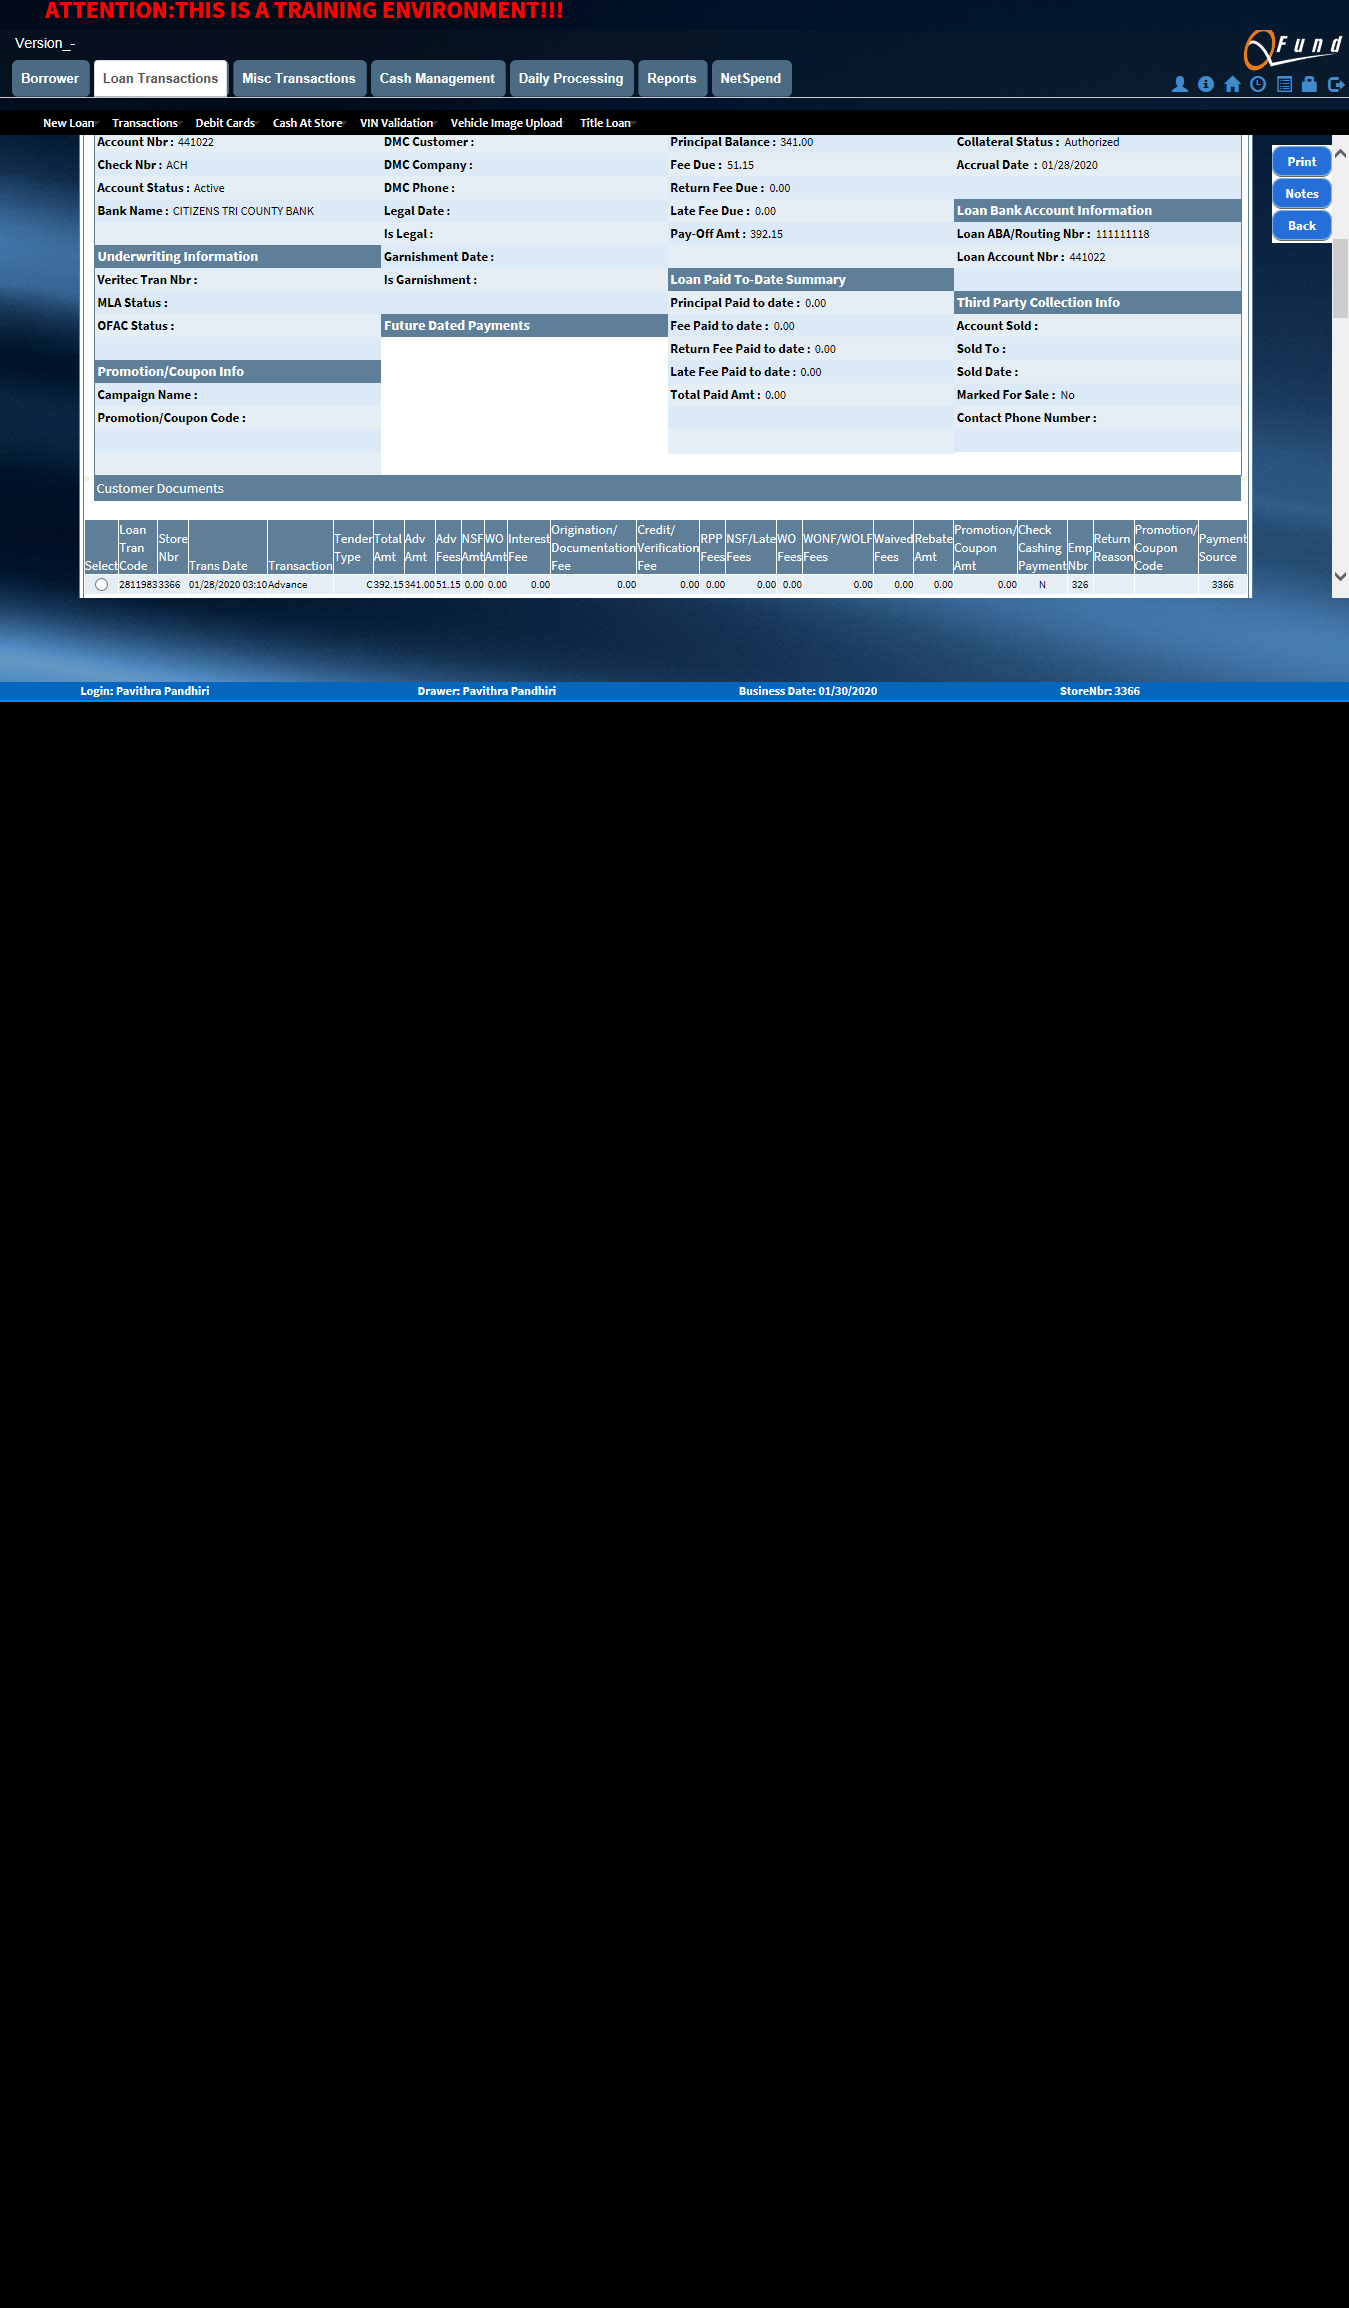 ATTENTION:THIS IS A TRAINING ENVIRONMENT!!!
Version_-
QFund
Borrower Loan Transactions Misc Transactions Cash Management Daily Processing Reports NetSpend
New Loan Transactions Debit Cards Cash At Store VIN Validation Vehicle Image Upload Title Loan
Account Nbr : 441022 DMC Customer : Principal Balance : 341.00 Collateral Status : Authorized
Check Nbr : ACH DMC Company : Fee Due : 51.15 Accrual Date : 01/28/2020 Print
Account Status : Active DMC Phone : Return Fee Due : 0.00 Notes
Bank Name : CITIZENS TRI COUNTY BANK Legal Date : Late Fee Due : 0.00 Loan Bank Account Information
Is Legal : Pay-Off Amt : 392.15 Loan ABA/Routing Nbr : 111111118 Back
Underwriting Information Garnishment Date : Loan Account Nbr : 441022
Veritec Tran Nbr : Is Garnishment : Loan Paid To-Date Summary
MLA Status : Principal Paid to date : 0.00 Third Party Collection Info
OFAC Status : Future Dated Payments Fee Paid to date : 0.00 Account Sold :
Return Fee Paid to date : 0.00 Sold To :
Promotion/Coupon Info Late Fee Paid to date : 0.00 Sold Date :
Campaign Name : Total Paid Amt : 0.00 Marked For Sale : No
Promotion/Coupon Code : Contact Phone Number :
Customer Documents
Loan Origination/ Credit/ Promotion/ Check Promotion/
Tran Store Tender Total Adv Adv NSF WO Interest Documentation Verification RPP NSF/Late WO WONF/WOLF Waived Rebate Coupon Cashing Emp Return Coupon Payment
Select Code Nbr Trans Date Transaction Type Amt Amt Fees Amt Amt Fee Fee Fee Fees Fees Fees Fees Fees Amt Amt Payment Nbr Reason Code Source
2811983 3366 01/28/2020 03:10 Advance C 392.15 341.00 51.15 0.00 0.00 0.00 0.00 0.00 0.00 0.00 0.00 0.00 0.00 0.00 0.00 N 326 3366
Login: Pavithra Pandhiri Drawer: Pavithra Pandhiri Business Date: 01/30/2020 StoreNbr: 3366